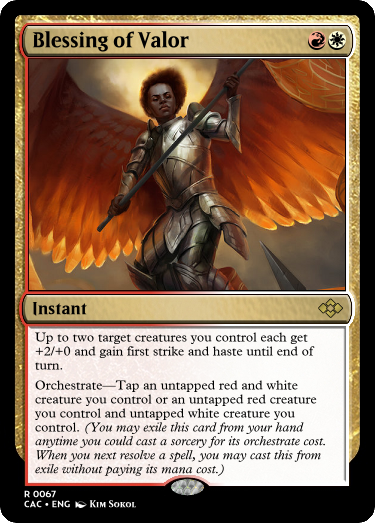 Blessing of Valor
Instant
Up to two target creatures you control each get
+2/+0 and gain first strike and haste until end of
turn.
Orchestrate—Tap an untapped red and white
creature you control or an untapped red creature
you control and untapped white creature you
control. (You may exile this card from your hand
anytime you could cast a sorcery for its orchestrate cost.
When you next resolve a spell, you may cast this from
exile without paying its mana cost.)
R 0067
CAC • ENG Kim Sokol